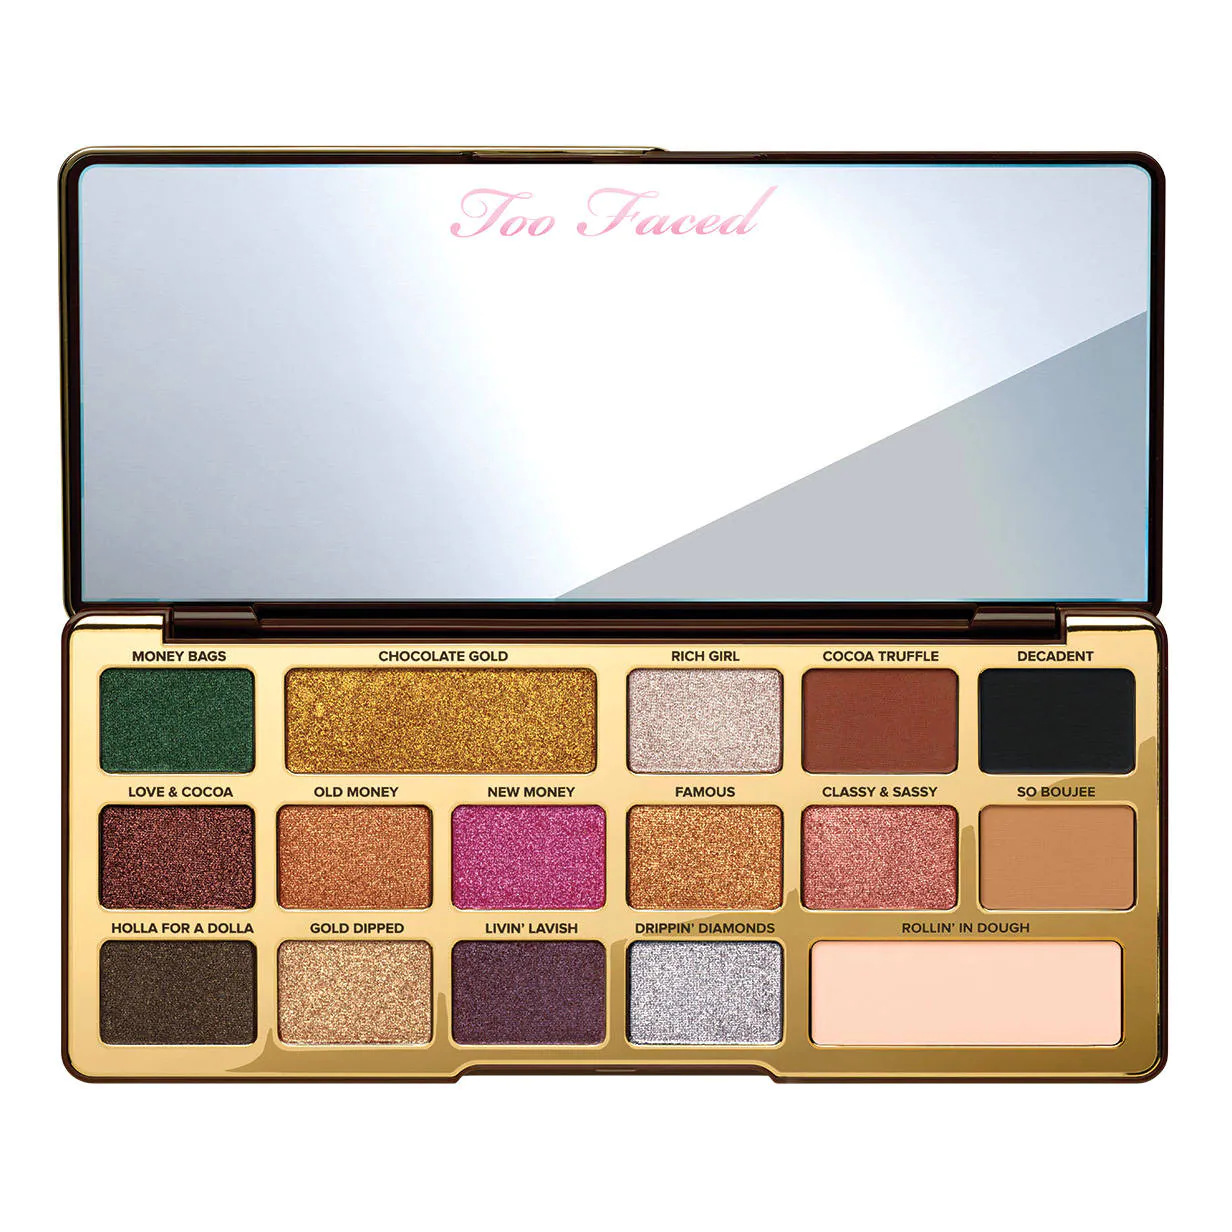 Too Faced
MONEY BAGS
CHOCOLATE GOLD
RICH GIRL
COCOA TRUFFLE
DECADENT
LOVE & COCOA
OLD MONEY
NEW MONEY
FAMOUS
CLASSY & SASSY
SO BOUJEE
HOLLA FOR A DOLLA
GOLD DIPPED
LIVIN' LAVISH
DRIPPIN' DIAMONDS
ROLLIN' IN DOUGH